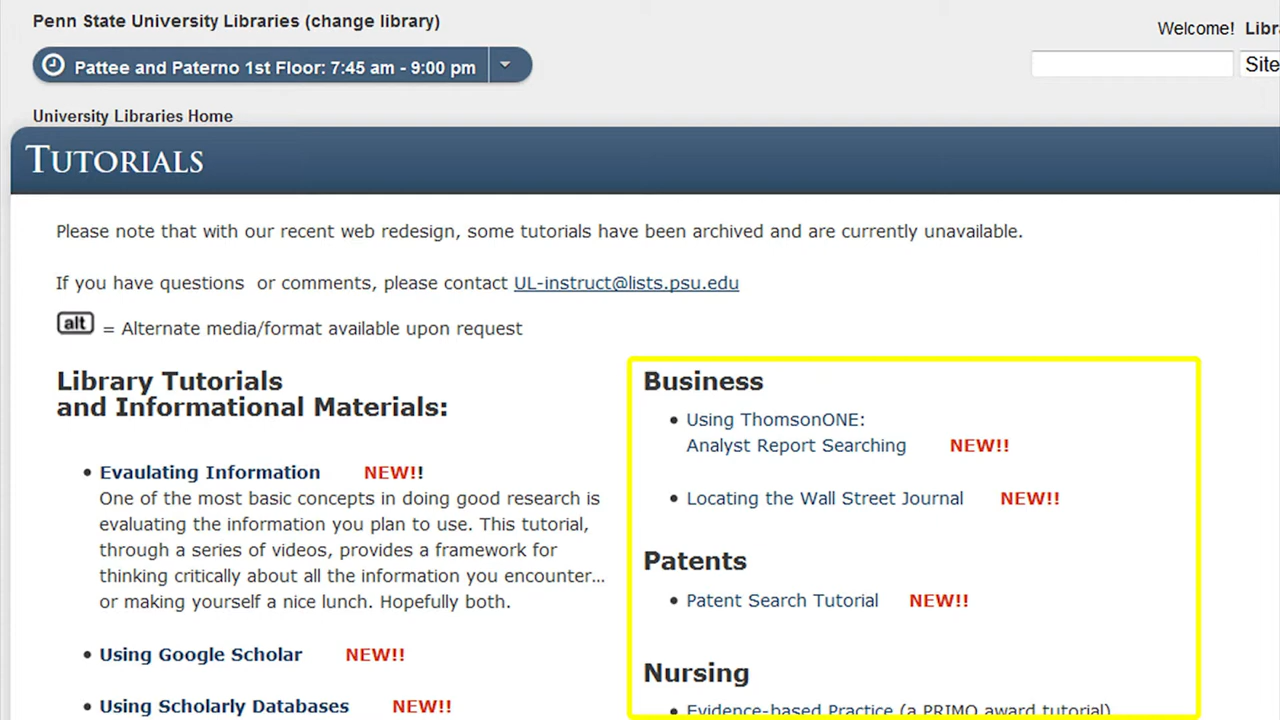 Penn State University Libraries (change library)
Welcome! Libr
Pattee and Paterno 1st Floor: 7:45 am - 9:00 pm
Site
University Libraries Home
TUTORIALS
Please note that with our recent web redesign, some tutorials have been archived and are currently unavailable.
If you have questions or comments, please contact UL-instruct@lists.psu.edu
alt = Alternate media/format available upon request
Library Tutorials
and Informational Materials:
• Evaulating Information NEW!!
One of the most basic concepts in doing good research is
evaluating the information you plan to use. This tutorial,
through a series of videos, provides a framework for
thinking critically about all the information you encounter...
or making yourself a nice lunch. Hopefully both.
• Using Google Scholar NEW!!
• Using Scholarly Databases NEW!!
Business
• Using ThomsonONE:
Analyst Report Searching NEW!!
• Locating the Wall Street Journal NEW!!
Patents
• Patent Search Tutorial NEW!!
Nursing
• Evidence-based Practice (a PRIMO award tutorial)